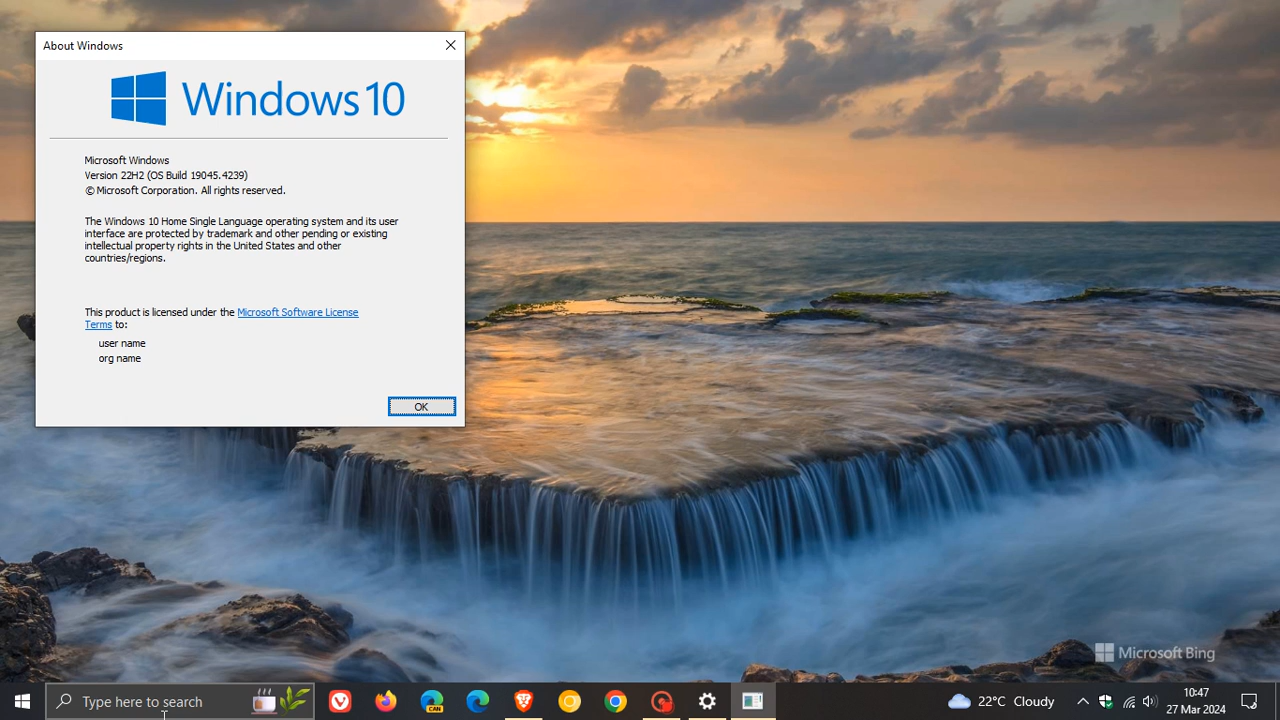 About Windows
Windows 10
Microsoft Windows
Version 22H2 (OS Build 19045.4239)
© Microsoft Corporation. All rights reserved.
The Windows 10 Home Single Language operating system and its user
interface are protected by trademark and other pending or existing
intellectual property rights in the United States and other
countries/regions.
This product is licensed under the Microsoft Software License
Terms to:
user name
org name
OK
Microsoft Bing
Type here to search
CAN
22°C Cloudy
10:47
27 Mar 2024